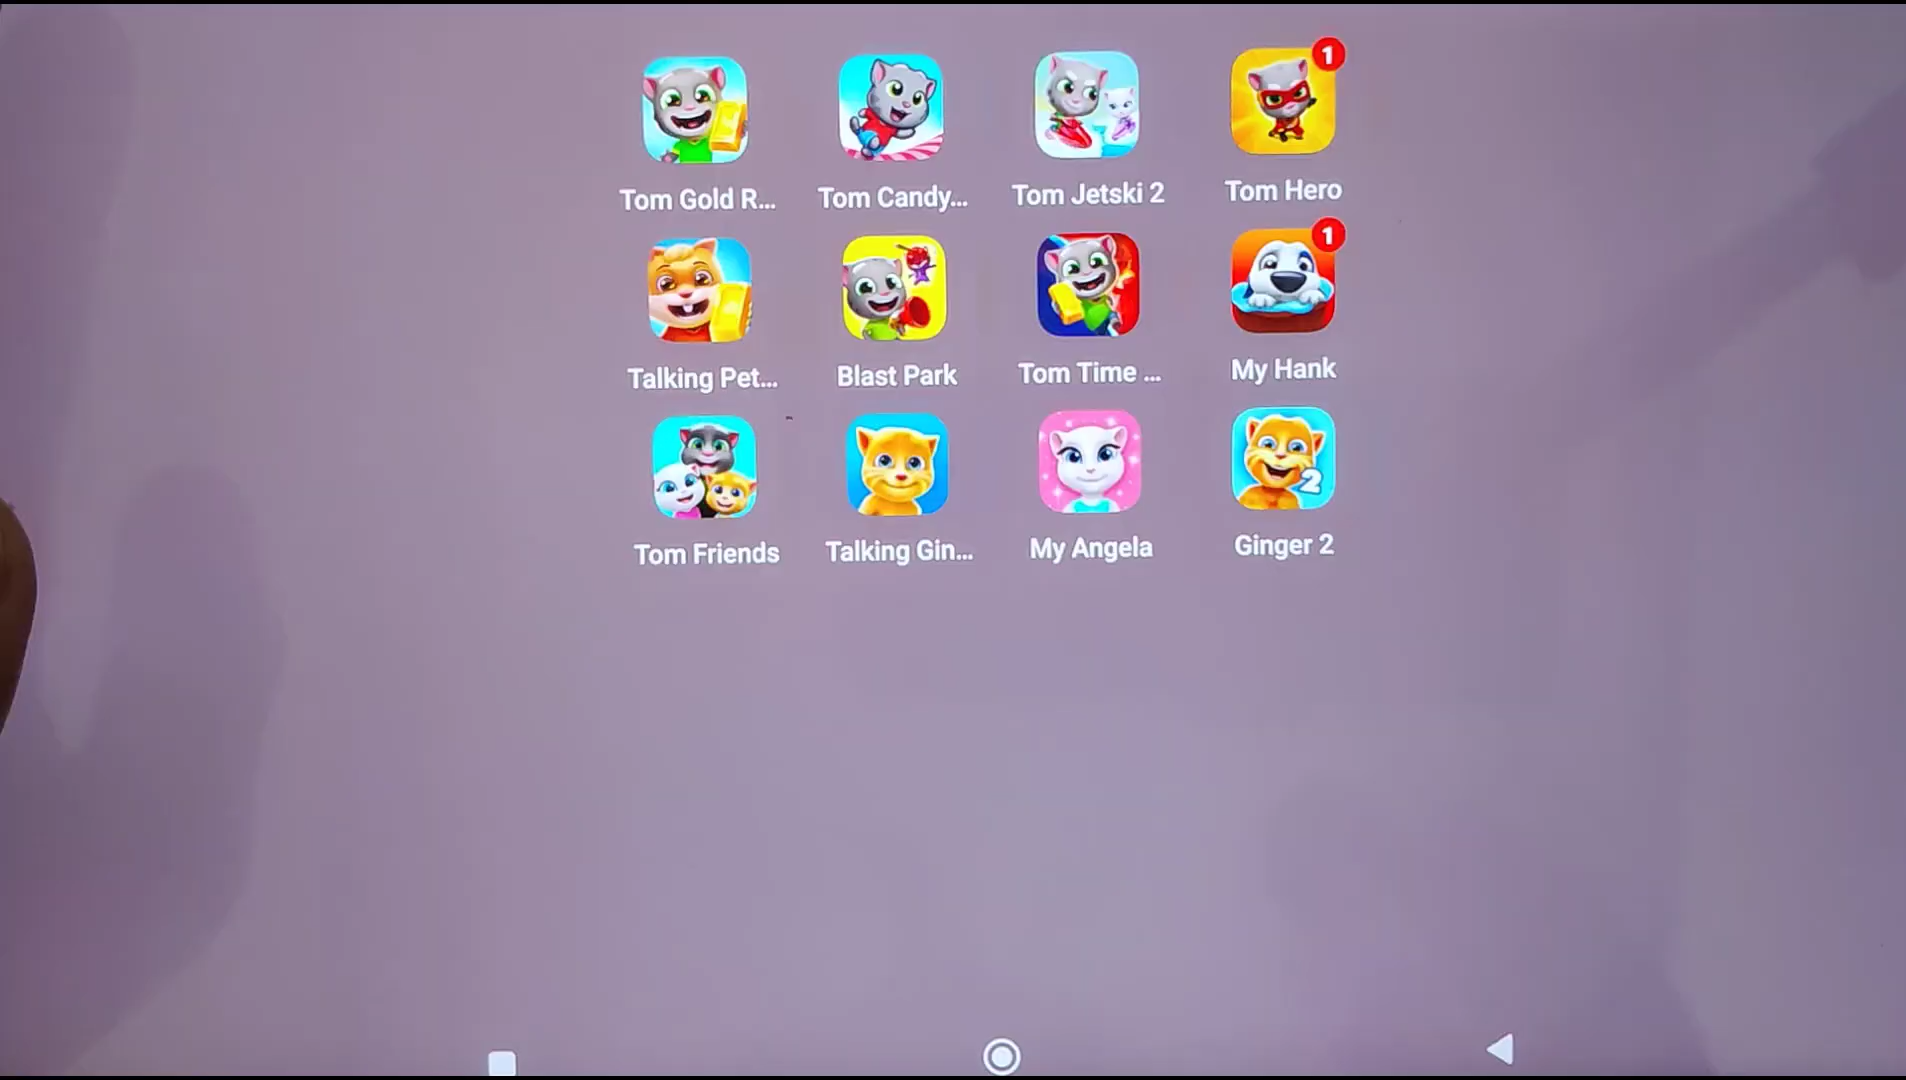 1
Tom Gold R...
Tom Candy...
Tom Jetski 2
Tom Hero
1
Talking Pet...
Blast Park
Tom Time ...
My Hank
2
Tom Friends
Talking Gin...
My Angela
Ginger 2